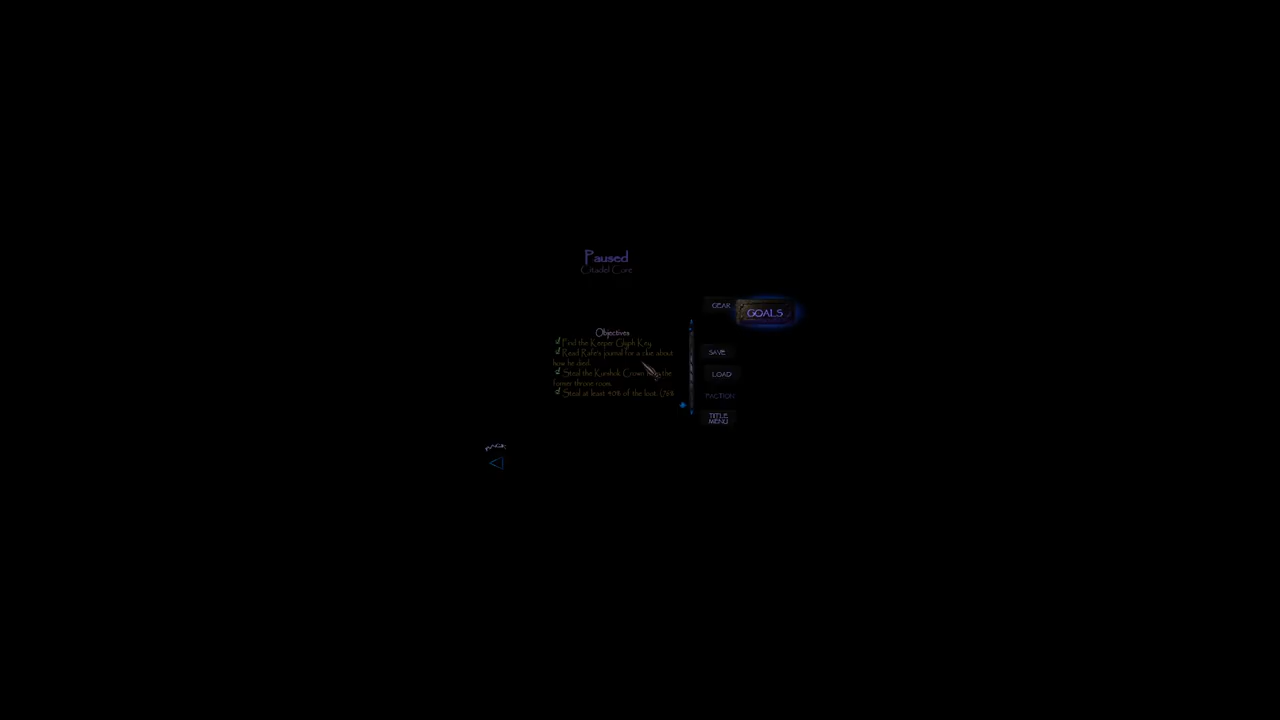 Paused
Citadel Core
GEAR
GOALS
Objectives
Find the Keeper Glyph Key.
Read Rafe's journal for a clue about
how he died.
Steal the Kurshok Crown the
former throne room.
Steal at least 40% of the loot.
SAVE
LOAD
FACTION
TITLE
MENU
BACK